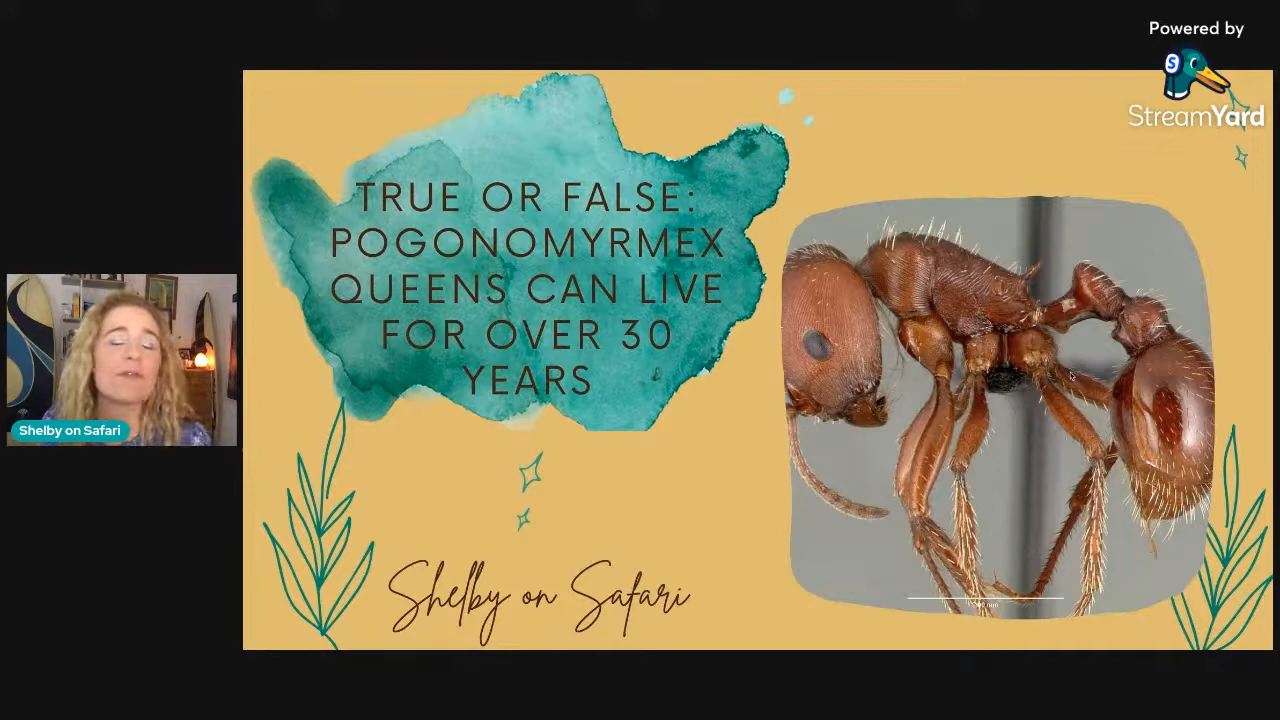 Powered by
StreamYard
TRUE OR FALSE:
POGONOMYRMEX
QUEENS CAN LIVE
FOR OVER 30
YEARS
Shelby on Safari
Shelby on Safari